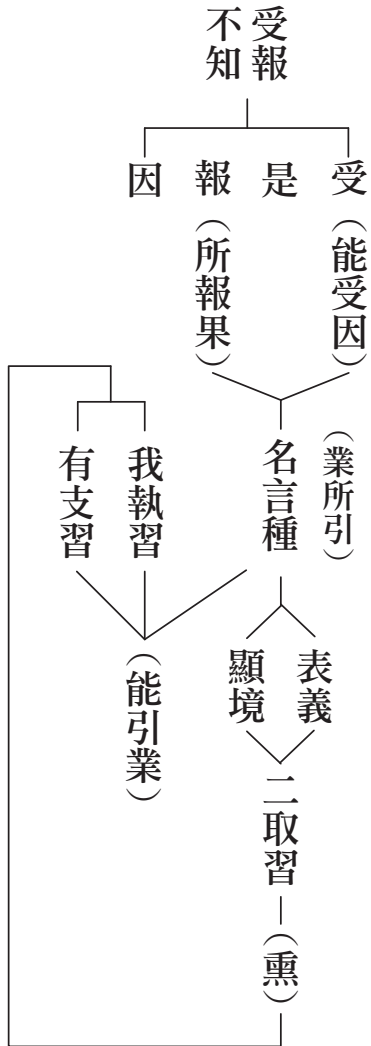 受報
不知
受（能受因）
是
報（所報果）
因
（業所引）
名言種
我執習
有支習
（能引業）
表義
顯境
二取習
（熏）